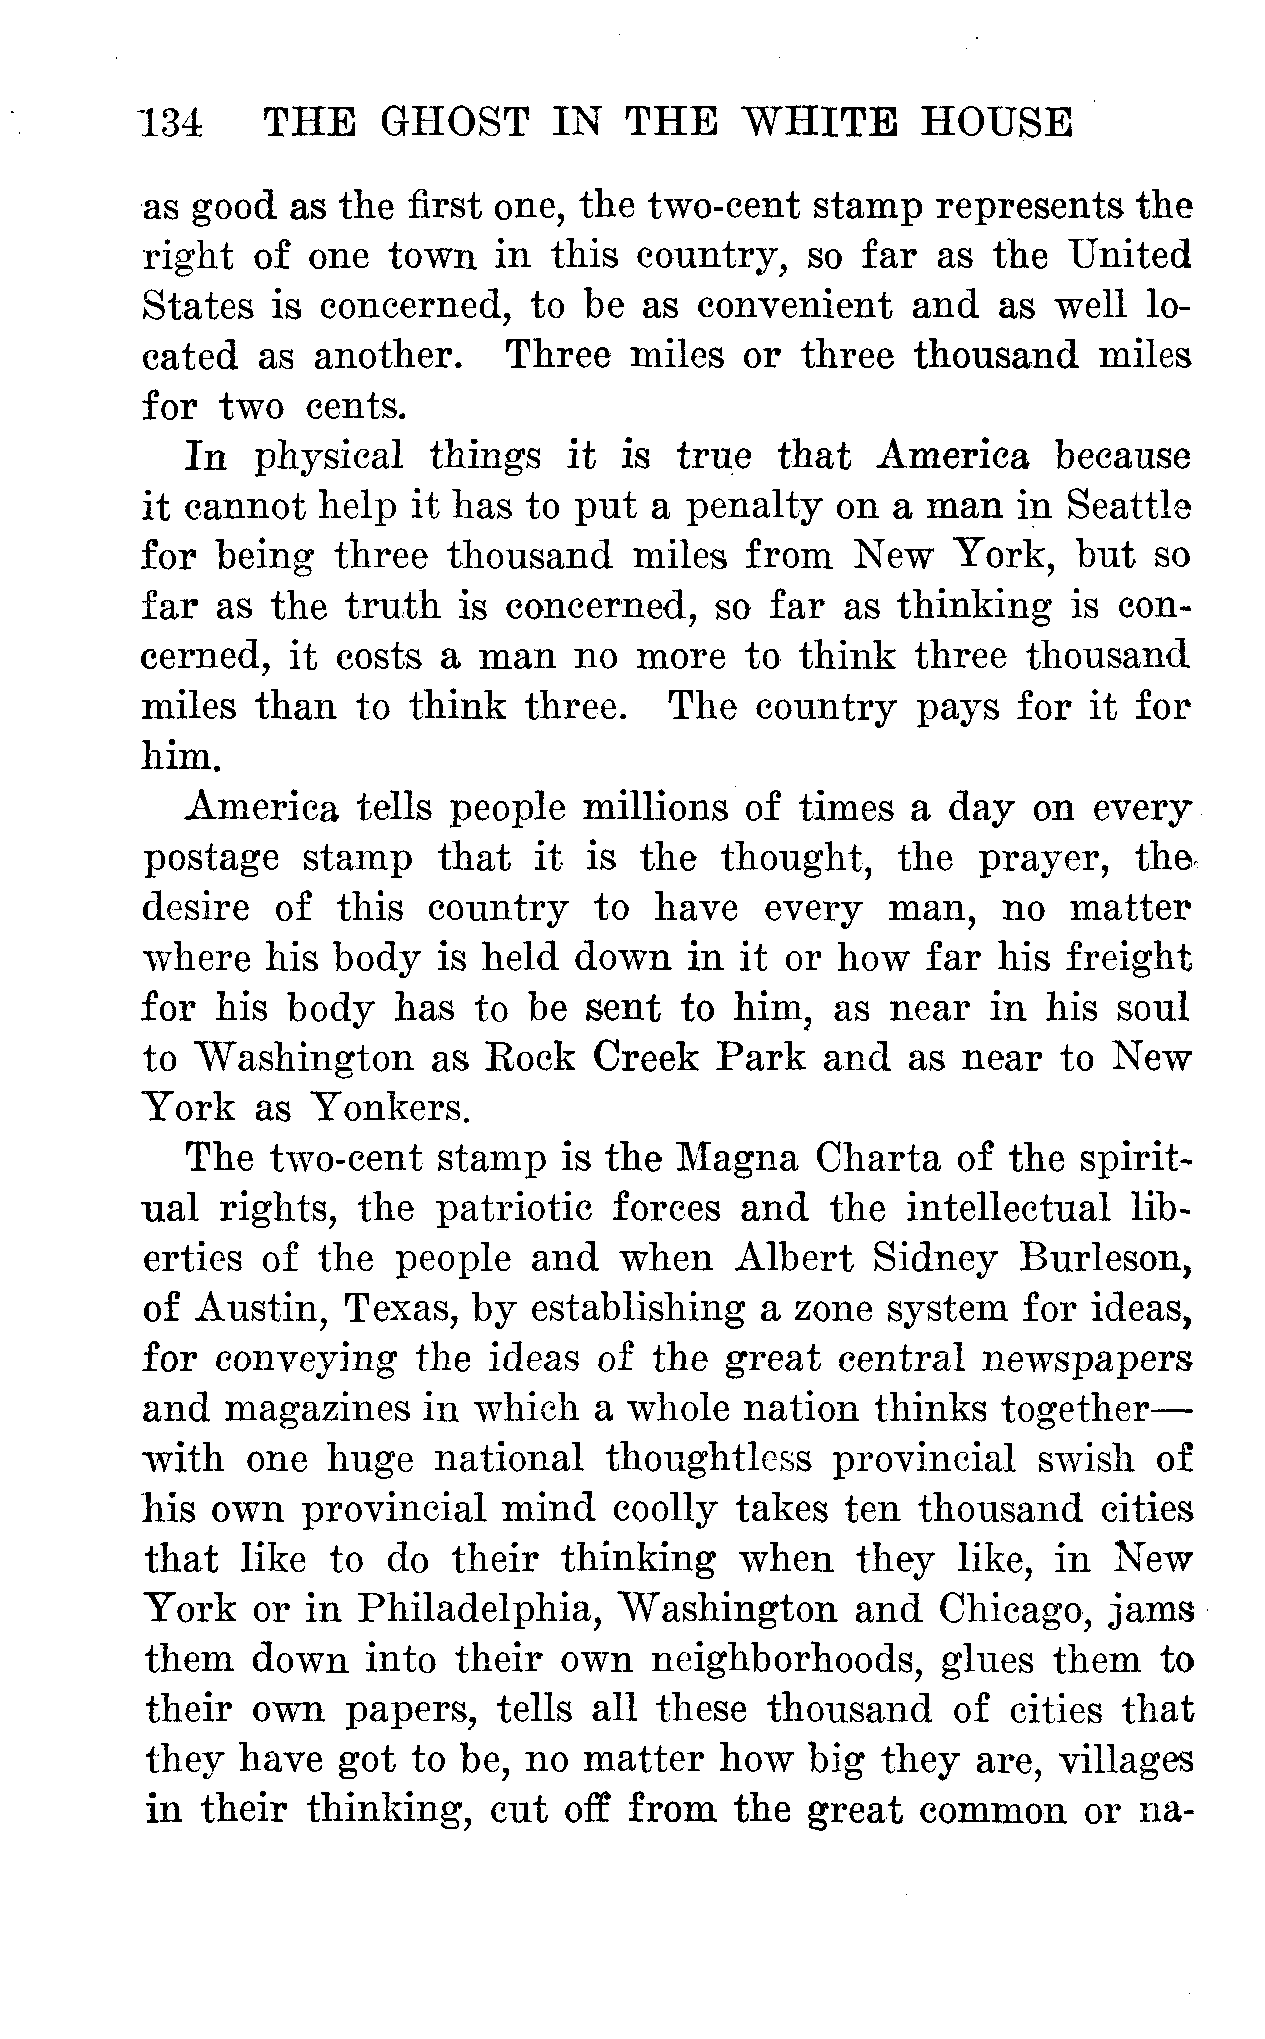 134 THE GHOST IN THE WHITE HOUSE
as good as the first one, the two-cent stamp represents the
right of one town in this country, so far as the United
States is concerned, to be as convenient and as well lo-
cated as another. Three miles or three thousand miles
for two cents.
In physical things it is true that America because
it cannot help it has to put a penalty on a man in Seattle
for being three thousand miles from New York, but so
far as the truth is concerned, so far as thinking is con-
cerned, it costs a man no more to think three thousand
miles than to think three. The country pays for it for
him.
America tells people millions of times a day on every
postage stamp that it is the thought, the prayer, the
desire of this country to have every man, no matter
where his body is held down in it or how far his freight
for his body has to be sent to him, as near in his soul
to Washington as Rock Creek Park and as near to New
York as Yonkers.
The two-cent stamp is the Magna Charta of the spirit-
ual rights, the patriotic forces and the intellectual lib-
erties of the people and when Albert Sidney Burleson,
of Austin, Texas, by establishing a zone system for ideas,
for conveying the ideas of the great central newspapers
and magazines in which a whole nation thinks together—
with one huge national thoughtless provincial swish of
his own provincial mind coolly takes ten thousand cities
that like to do their thinking when they like, in New
York or in Philadelphia, Washington and Chicago, jams
them down into their own neighborhoods, glues them to
their own papers, tells all these thousand of cities that
they have got to be, no matter how big they are, villages
in their thinking, cut off from the great common or na-